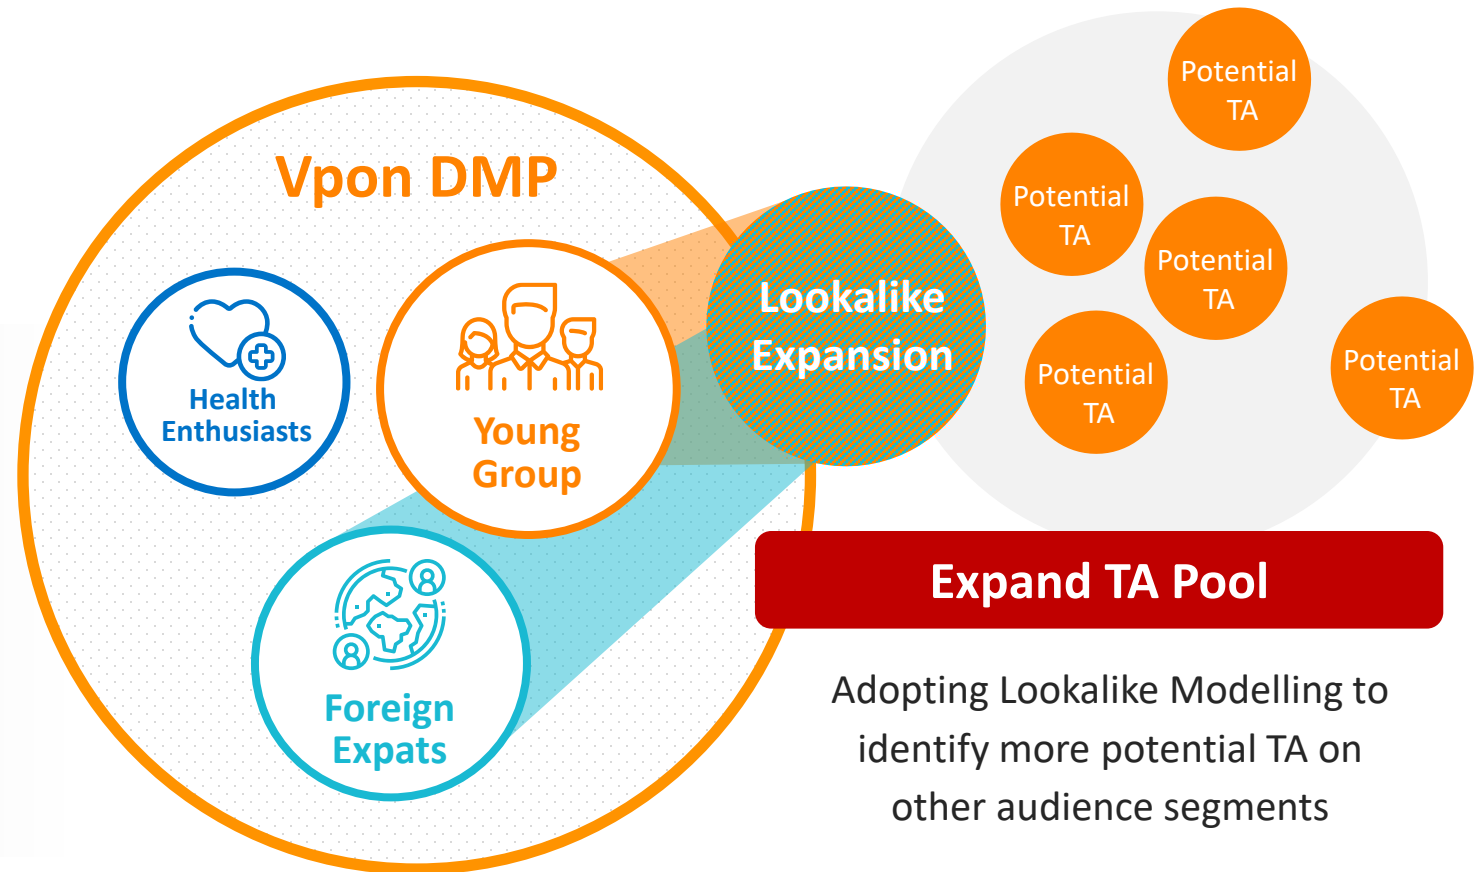 Vpon DMP
Health
Enthusiasts
Young
Group
Foreign
Expats
Lookalike
Expansion
Potential
TA
Potential
TA
Potential
TA
Potential
TA
Potential
TA
Expand TA Pool
Adopting Lookalike Modelling to
identify more potential TA on
other audience segments